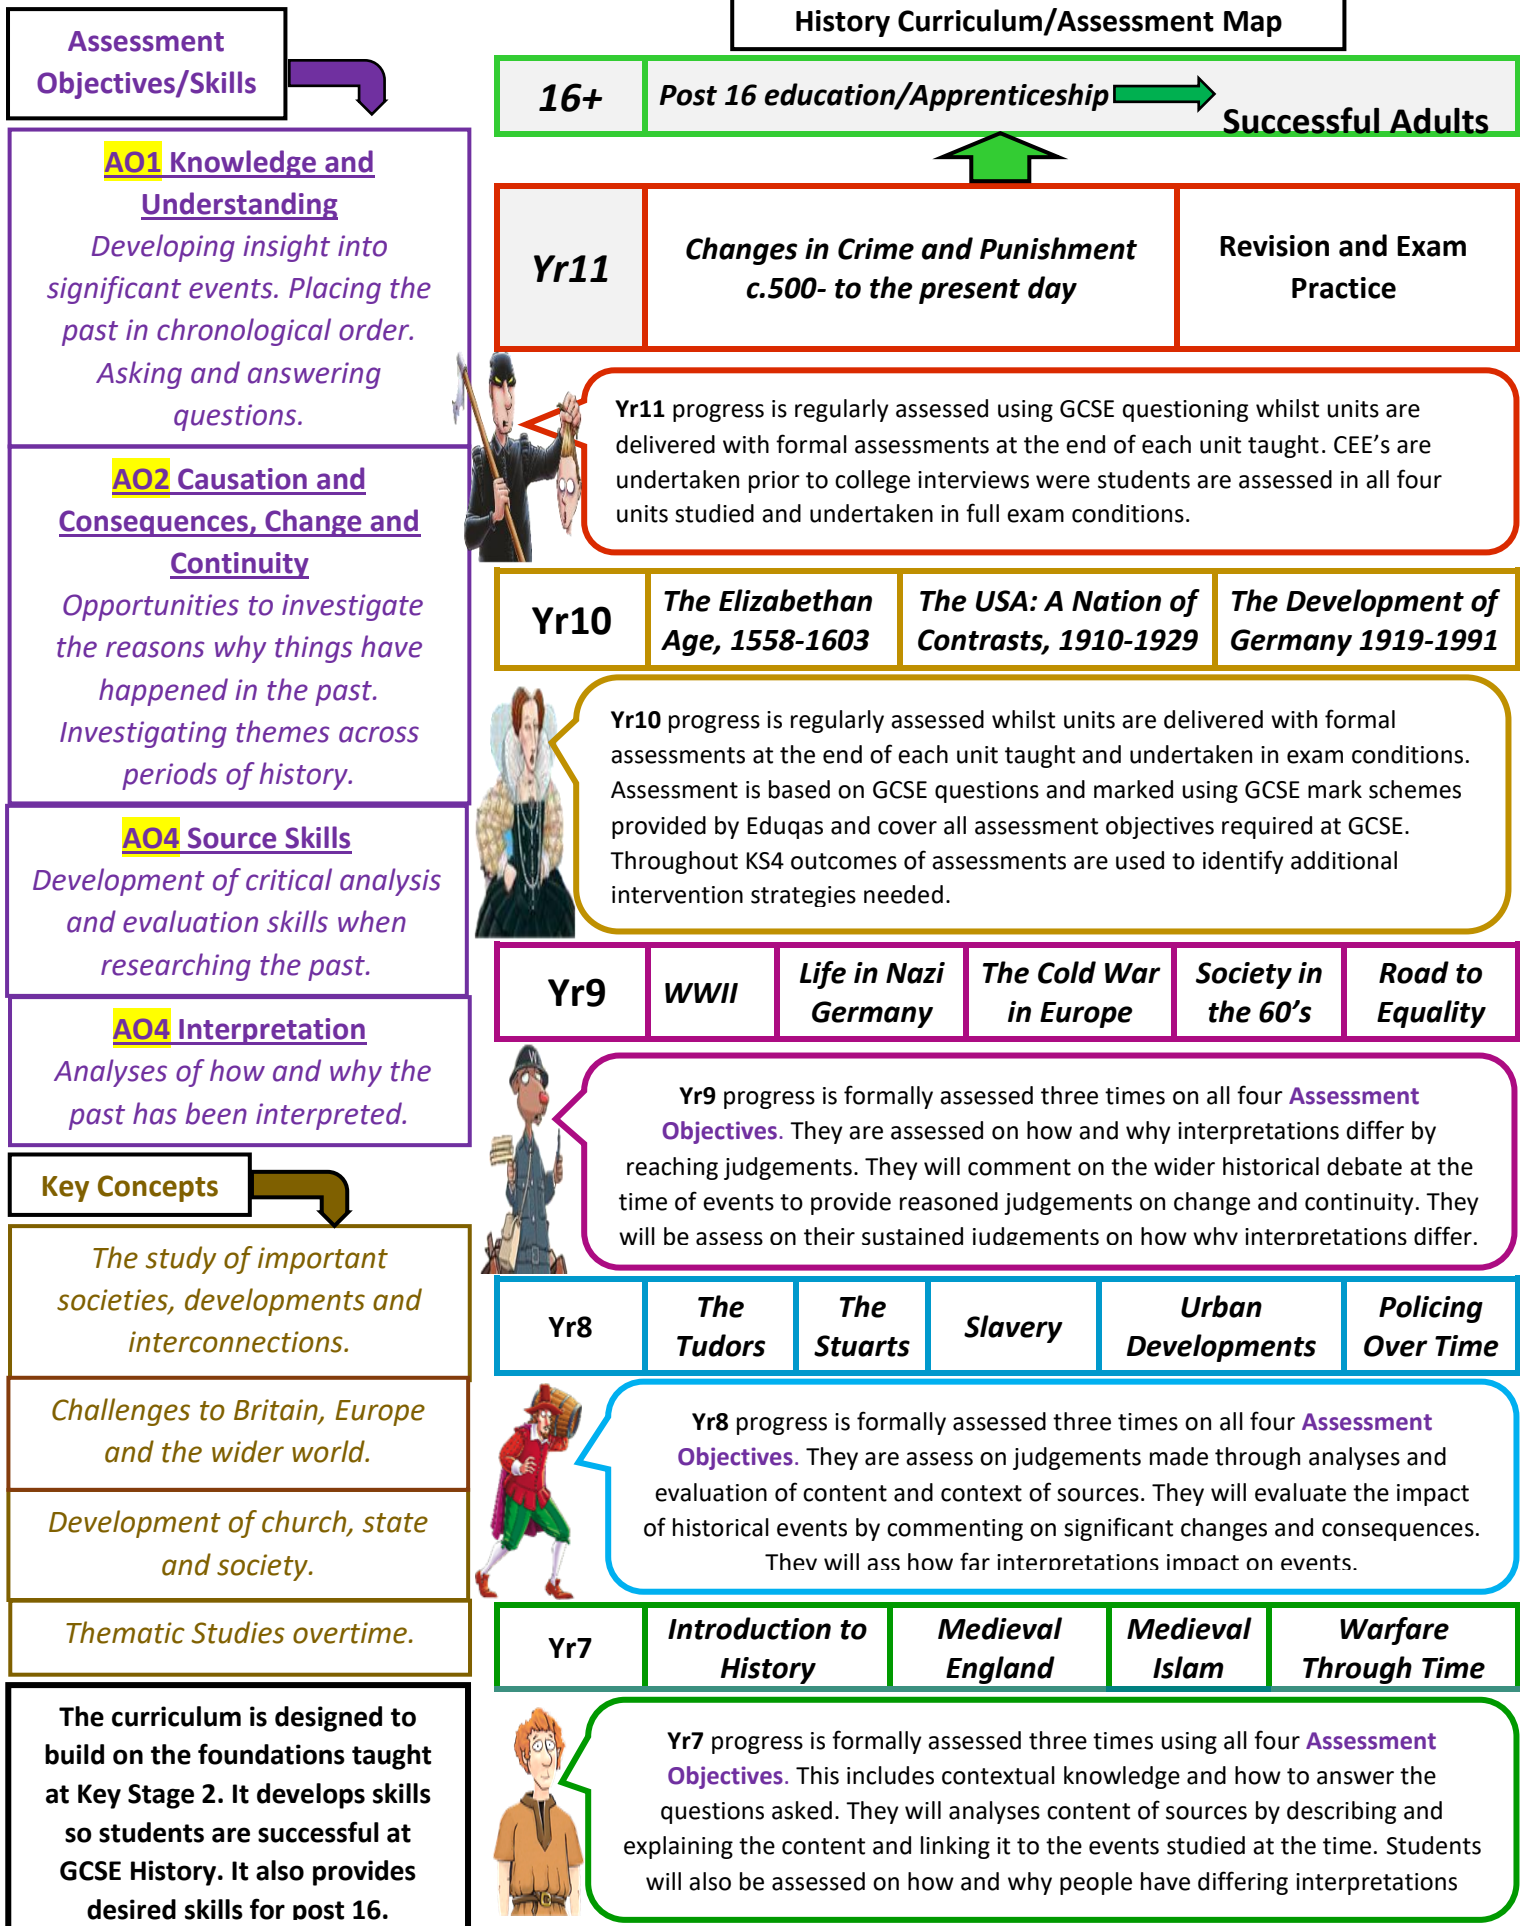 Assessment
Objectives/Skills
AO1 Knowledge and
Understanding
Developing insight into
significant events. Placing the
past in chronological order.
Asking and answering
questions.
AO2 Causation and
Consequences, Change and
Continuity
Opportunities to investigate
the reasons why things have
happened in the past.
Investigating themes across
periods of history.
AO4 Source Skills
Development of critical analysis
and evaluation skills when
researching the past.
AO4 Interpretation
Analyses of how and why the
past has been interpreted.
Key Concepts
The study of important
societies, developments and
interconnections.
Challenges to Britain, Europe
and the wider world.
Development of church, state
and society.
Thematic Studies overtime.
The curriculum is designed to
build on the foundations taught
at Key Stage 2. It develops skills
so students are successful at
GCSE History. It also provides
desired skills for post 16.
History Curriculum/Assessment Map
16+
Post 16 education/Apprenticeship
Successful Adults
Yr11
Changes in Crime and Punishment
c.500- to the present day
Revision and Exam
Practice
Yr11 progress is regularly assessed using GCSE questioning whilst units are
delivered with formal assessments at the end of each unit taught. CEE's are
undertaken prior to college interviews were students are assessed in all four
units studied and undertaken in full exam conditions.
Yr10
The Elizabethan
Age, 1558-1603
The USA: A Nation of
Contrasts, 1910-1929
The Development of
Germany 1919-1991
Yr10 progress is regularly assessed whilst units are delivered with formal
assessments at the end of each unit taught and undertaken in exam conditions.
Assessment is based on GCSE questions and marked using GCSE mark schemes
provided by Eduqas and cover all assessment objectives required at GCSE.
Throughout KS4 outcomes of assessments are used to identify additional
intervention strategies needed.
Yr9
WWII
Life in Nazi
Germany
The Cold War
in Europe
Society in
the 60's
Road to
Equality
W
Yr9 progress is formally assessed three times on all four Assessment
Objectives. They are assessed on how and why interpretations differ by
reaching judgements. They will comment on the wider historical debate at the
time of events to provide reasoned judgements on change and continuity. They
will be assess on their sustained judgements on how why interpretations differ.
Yr8
The
Tudors
The
Stuarts
Slavery
Urban
Developments
Policing
Over Time
Yr8 progress is formally assessed three times on all four Assessment
Objectives. They are assess on judgements made through analyses and
evaluation of content and context of sources. They will evaluate the impact
of historical events by commenting on significant changes and consequences.
They will ass how far interpretations impact on events.
Yr7
Introduction to
History
Medieval
England
Medieval
Islam
Warfare
Through Time
Yr7 progress is formally assessed three times using all four Assessment
Objectives. This includes contextual knowledge and how to answer the
questions asked. They will analyses content of sources by describing and
explaining the content and linking it to the events studied at the time. Students
will also be assessed on how and why people have differing interpretations